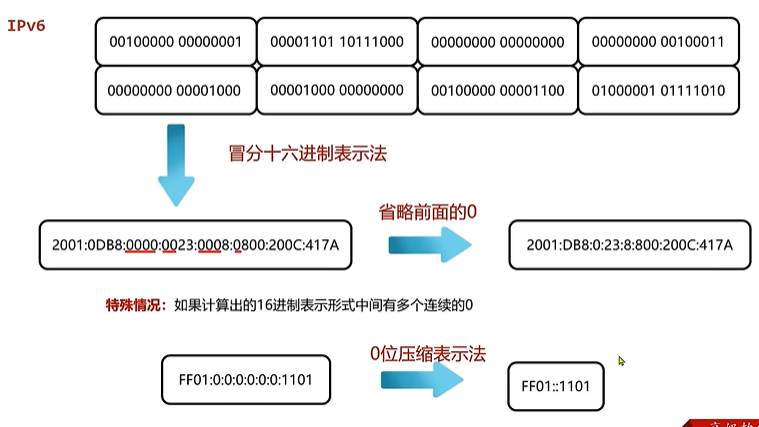 IPv6
00100000 00000001
00001101 10111000
00000000 00000000
00000000 00100011
00000000 00001000
00001000 00000000
00100000 00001100
01000001 01111010
冒分十六进制表示法
省略前面的0
2001:0DB8:0000:0023:0008:0800:200C:417A
2001:DB8:0:23:8:800:200C:417A
特殊情况：如果计算出的16进制表示形式中间有多个连续的0
0位压缩表示法
FF01:0:0:0:0:0:0:1101
FF01::1101